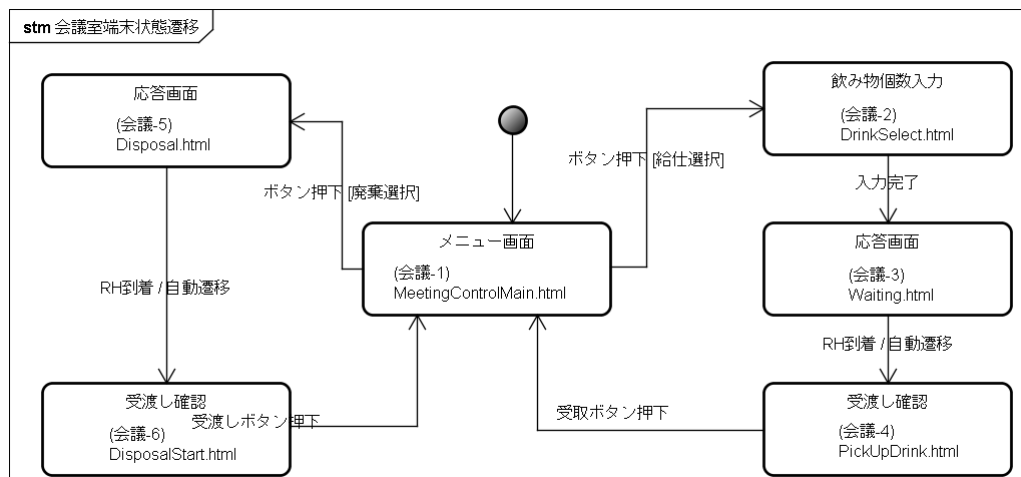 stm 会議室端末状態遷移
応答画面
(会議-5)
Disposal.html
飲み物個数入力
(会議-2)
DrinkSelect.html
ボタン押下 [廃棄選択]
ボタン押下 [給仕選択]
入力完了
メニュー画面
(会議-1)
MeetingControlMain.html
応答画面
(会議-3)
Waiting.html
RH到着 / 自動遷移
RH到着 / 自動遷移
受渡し確認
(会議-6)
DisposalStart.html
受渡しボタン押下
受取ボタン押下
受渡し確認
(会議-4)
PickUpDrink.html